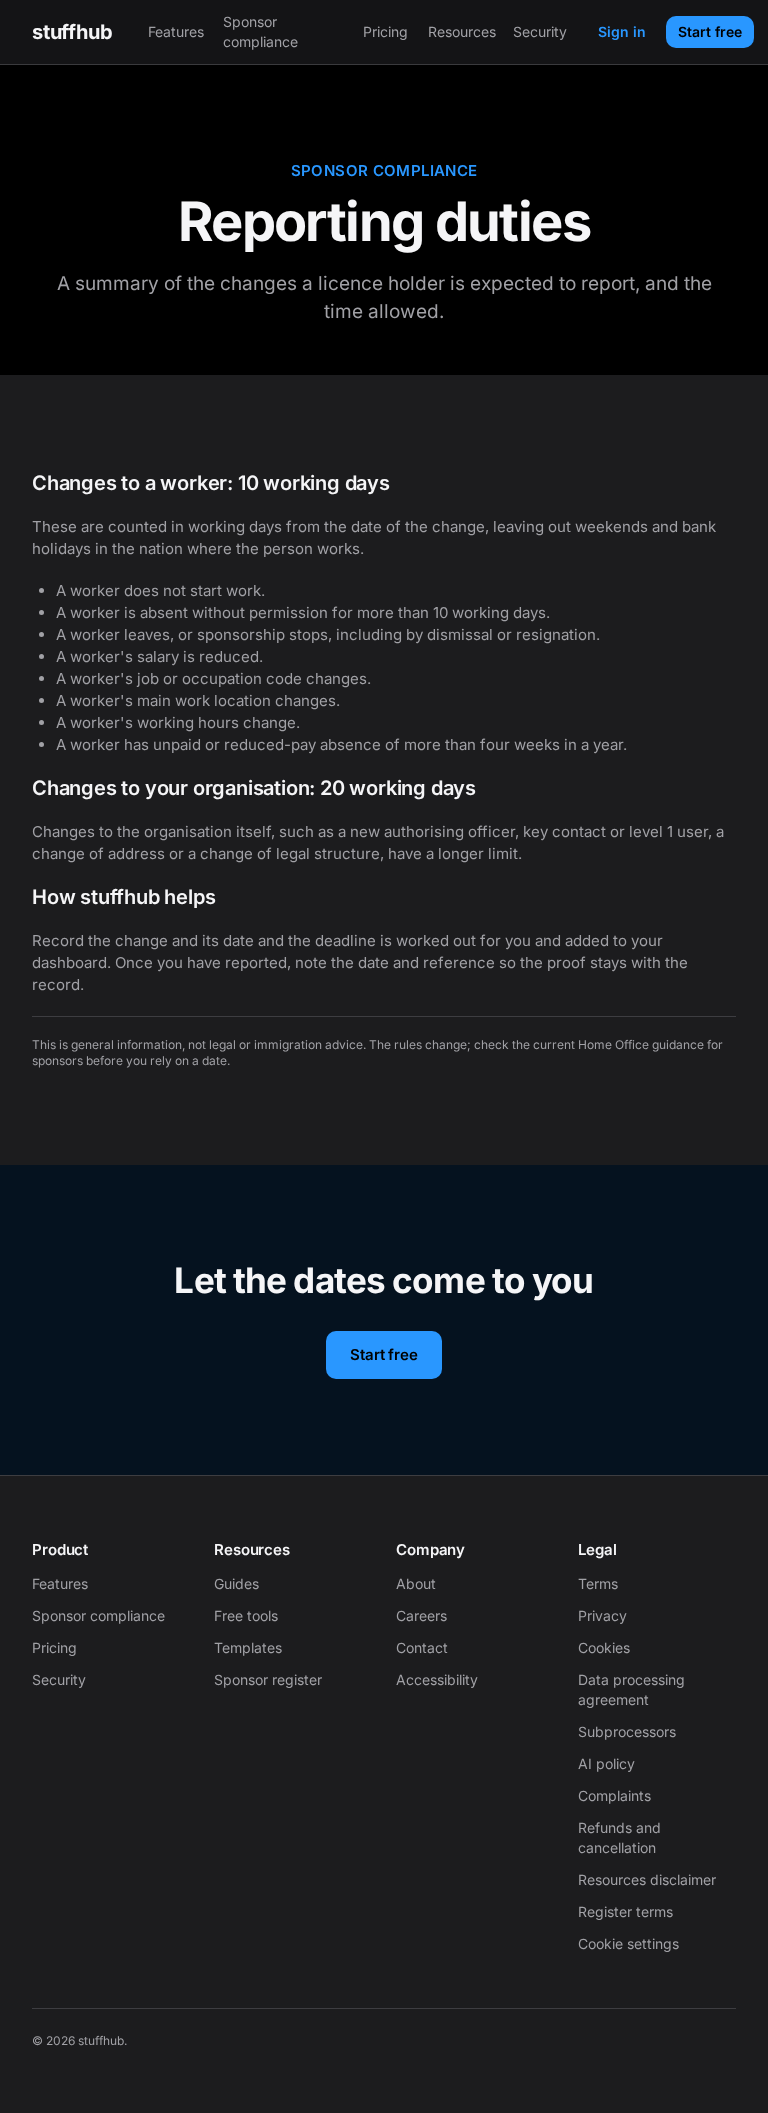 stuffhub
Features
Sponsor
compliance
Pricing
Resources
Security
Sign in
Start free
SPONSOR COMPLIANCE
Reporting duties
A summary of the changes a licence holder is expected to report, and the
time allowed.
Changes to a worker: 10 working days
These are counted in working days from the date of the change, leaving out weekends and bank
holidays in the nation where the person works.
• A worker does not start work.
• A worker is absent without permission for more than 10 working days.
• A worker leaves, or sponsorship stops, including by dismissal or resignation.
• A worker's salary is reduced.
• A worker's job or occupation code changes.
• A worker's main work location changes.
• A worker's working hours change.
• A worker has unpaid or reduced-pay absence of more than four weeks in a year.
Changes to your organisation: 20 working days
Changes to the organisation itself, such as a new authorising officer, key contact or level 1 user, a
change of address or a change of legal structure, have a longer limit.
How stuffhub helps
Record the change and its date and the deadline is worked out for you and added to your
dashboard. Once you have reported, note the date and reference so the proof stays with the
record.
This is general information, not legal or immigration advice. The rules change; check the current Home Office guidance for
sponsors before you rely on a date.
Let the dates come to you
Start free
Product
Features
Sponsor compliance
Pricing
Security
Resources
Guides
Free tools
Templates
Sponsor register
Company
About
Careers
Contact
Accessibility
Legal
Terms
Privacy
Cookies
Data processing
agreement
Subprocessors
AI policy
Complaints
Refunds and
cancellation
Resources disclaimer
Register terms
Cookie settings
© 2026 stuffhub.